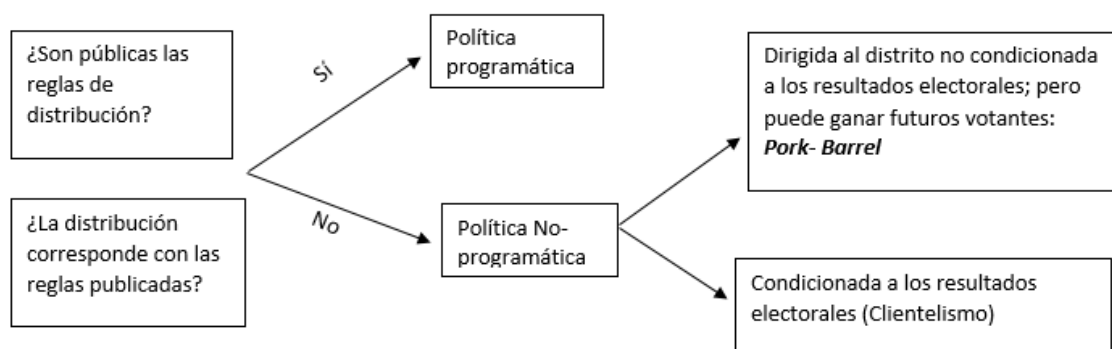 ¿Son públicas las
reglas de
distribución?
¿La distribución
corresponde con las
reglas publicadas?
Sí
No
Política
programática
Política No-
programática
Dirigida al distrito no condicionada
a los resultados electorales; pero
puede ganar futuros votantes:
Pork- Barrel
Condicionada a los resultados
electorales (Clientelismo)